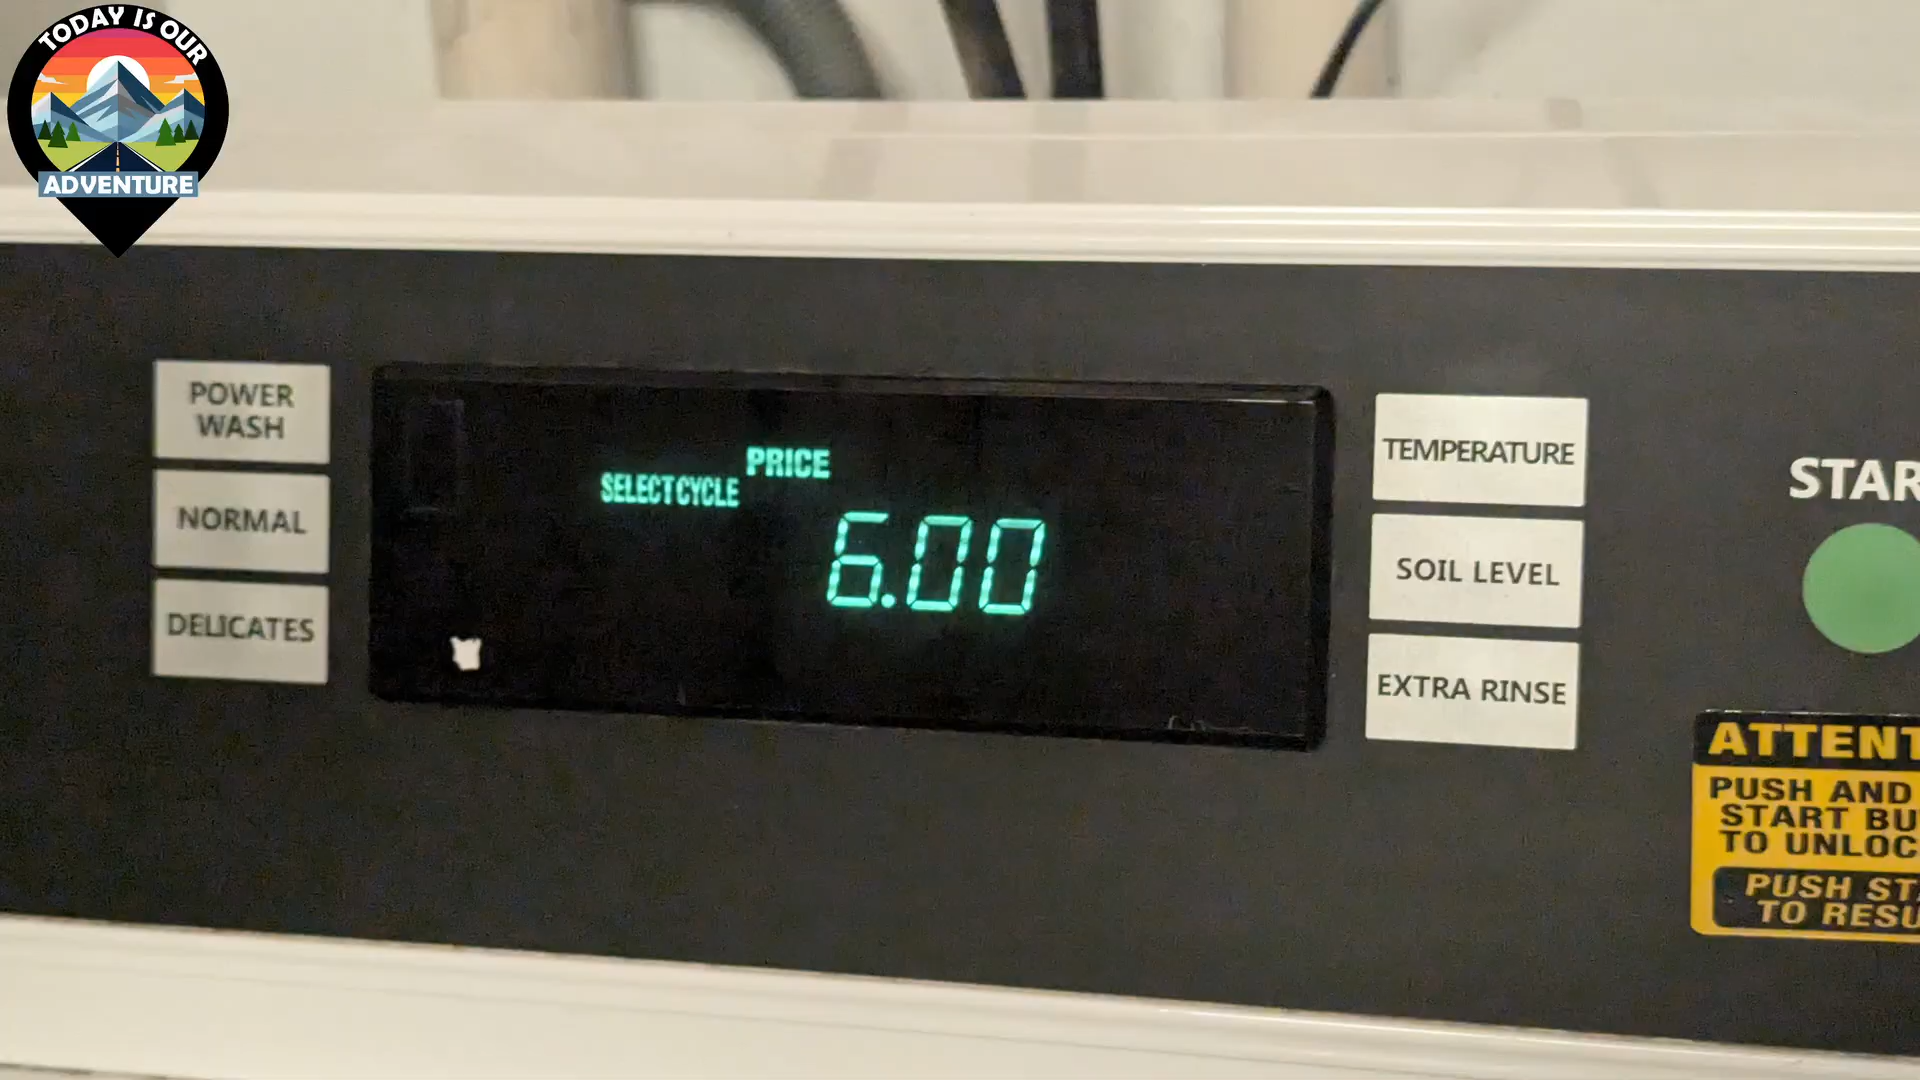 TODAY IS OUR
ADVENTURE
POWER
WASH
NORMAL
DELICATES
PRICE
SELECT CYCLE
6.00
TEMPERATURE
SOIL LEVEL
EXTRA RINSE
STAR
ATTENT
PUSH AND
START BU
TO UNLOC
PUSH STA
TO RESU